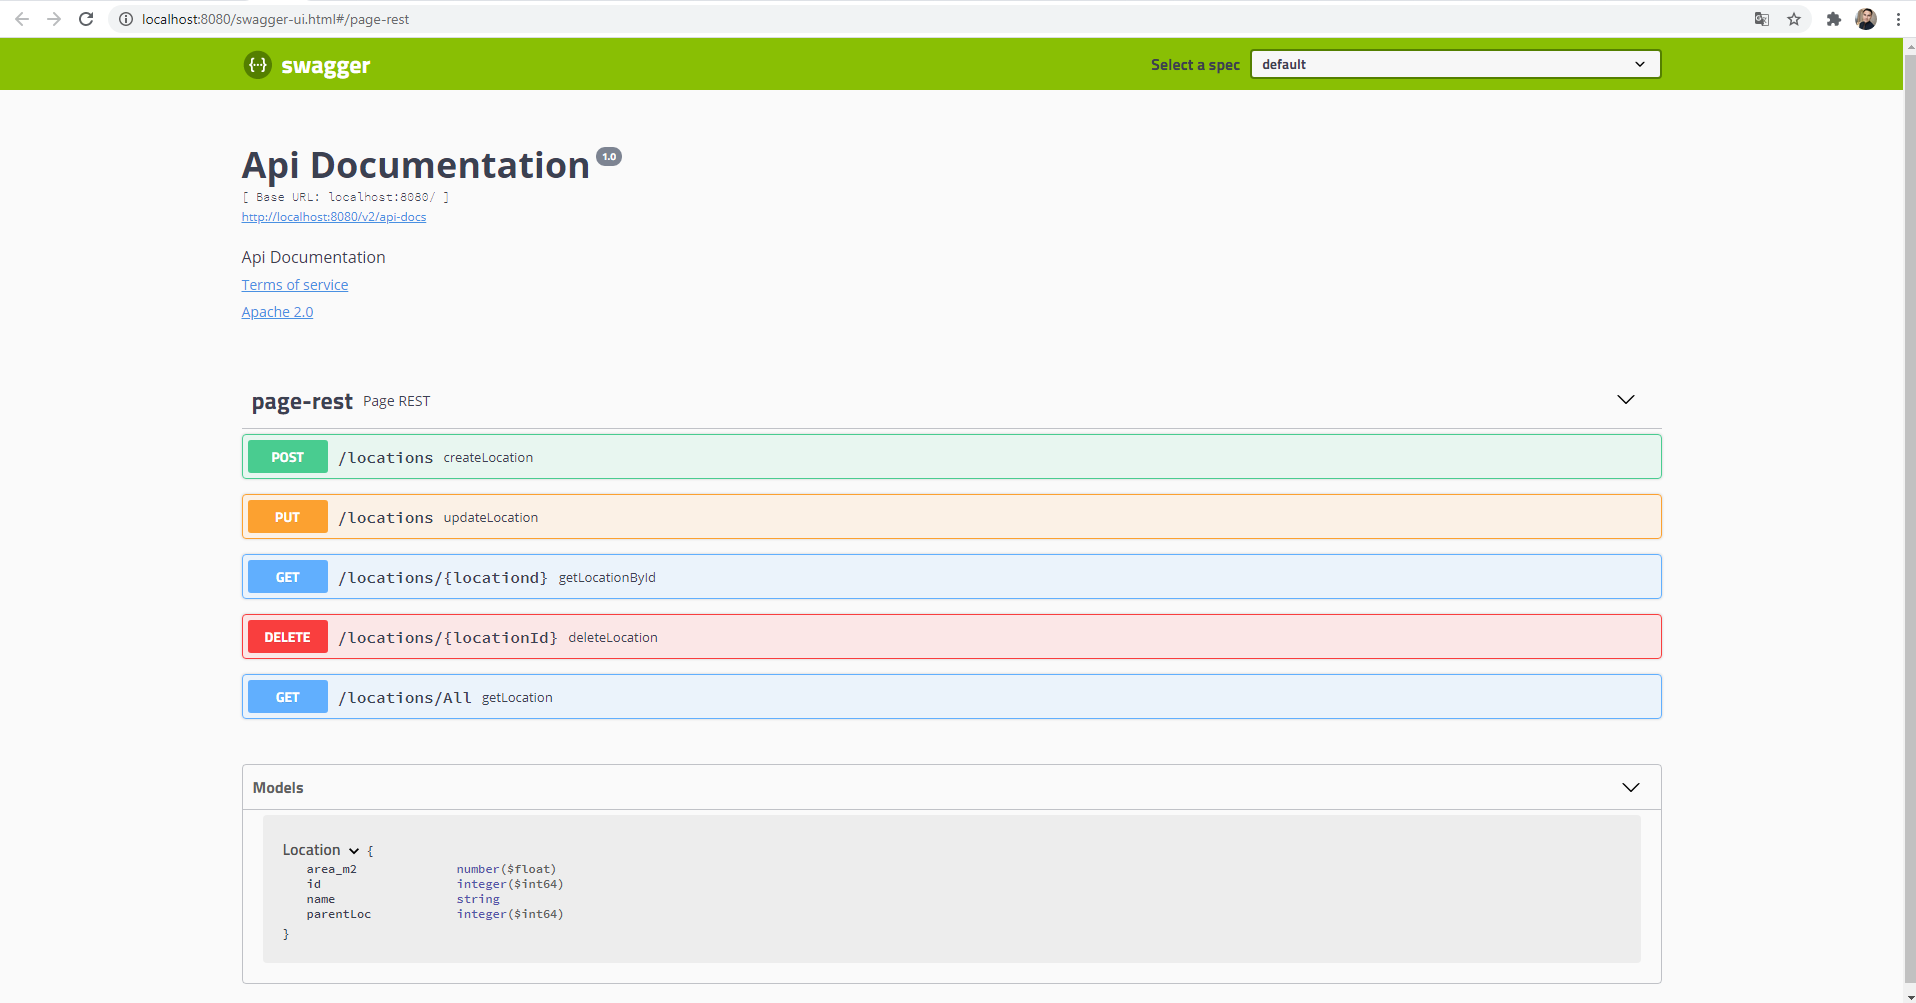 localhost:8080/swagger-ui.html#/page-rest
{···} swagger
Select a spec default
Api Documentation 1.0
[ Base URL: localhost:8080/ ]
http://localhost:8080/v2/api-docs
Api Documentation
Terms of service
Apache 2.0
page-rest Page REST
POST /locations createLocation
PUT /locations updateLocation
GET /locations/{locationd} getLocationById
DELETE /locations/{locationId} deleteLocation
GET /locations/All getLocation
Models
Location {
area_m2 number($float)
id integer($int64)
name string
parentLoc integer($int64)
}